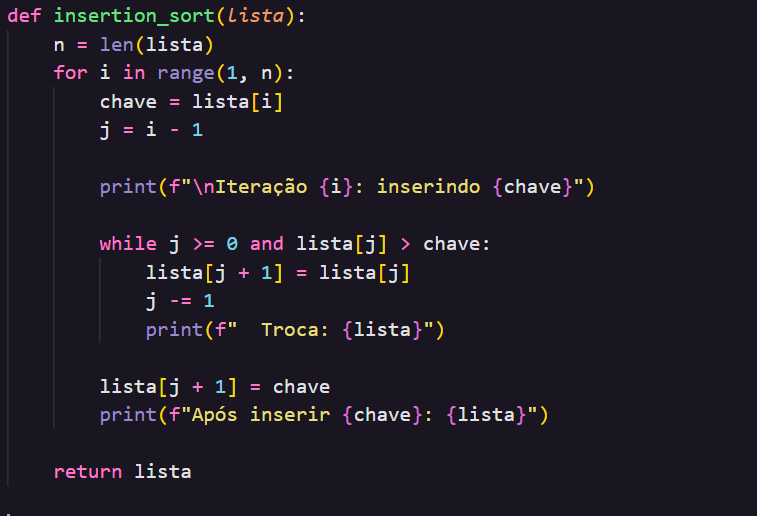 def insertion_sort(lista):
    n = len(lista)
    for i in range(1, n):
        chave = lista[i]
        j = i - 1

        print(f"\nIteração {i}: inserindo {chave}")

        while j >= 0 and lista[j] > chave:
            lista[j + 1] = lista[j]
            j -= 1
            print(f"  Troca: {lista}")

        lista[j + 1] = chave
        print(f"Após inserir {chave}: {lista}")

    return lista